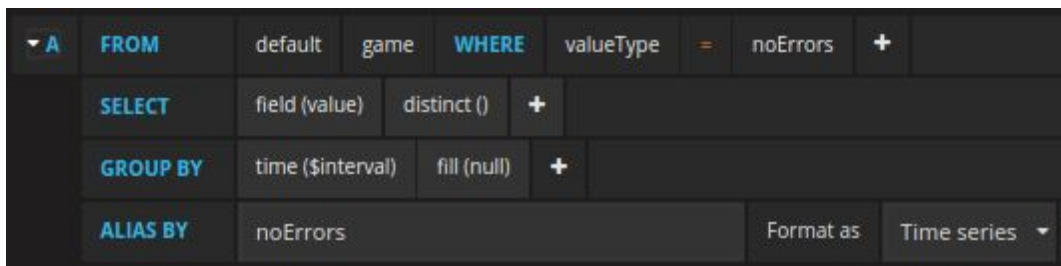 A FROM default game WHERE valueType = noErrors +
SELECT field (value) distinct () +
GROUP BY time ($interval) fill (null) +
ALIAS BY noErrors Format as Time series